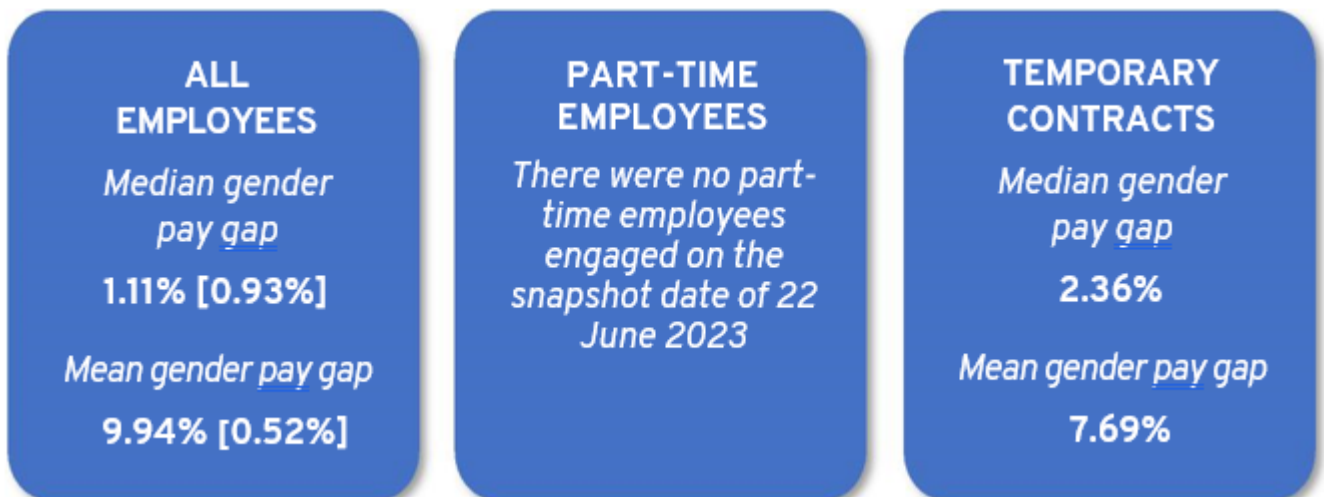 ALL
EMPLOYEES
Median gender
pay gap
1.11% [0.93%]
Mean gender pay gap
9.94% [0.52%]
PART-TIME
EMPLOYEES
There were no part-
time employees
engaged on the
snapshot date of 22
June 2023
TEMPORARY
CONTRACTS
Median gender
pay gap
2.36%
Mean gender pay gap
7.69%